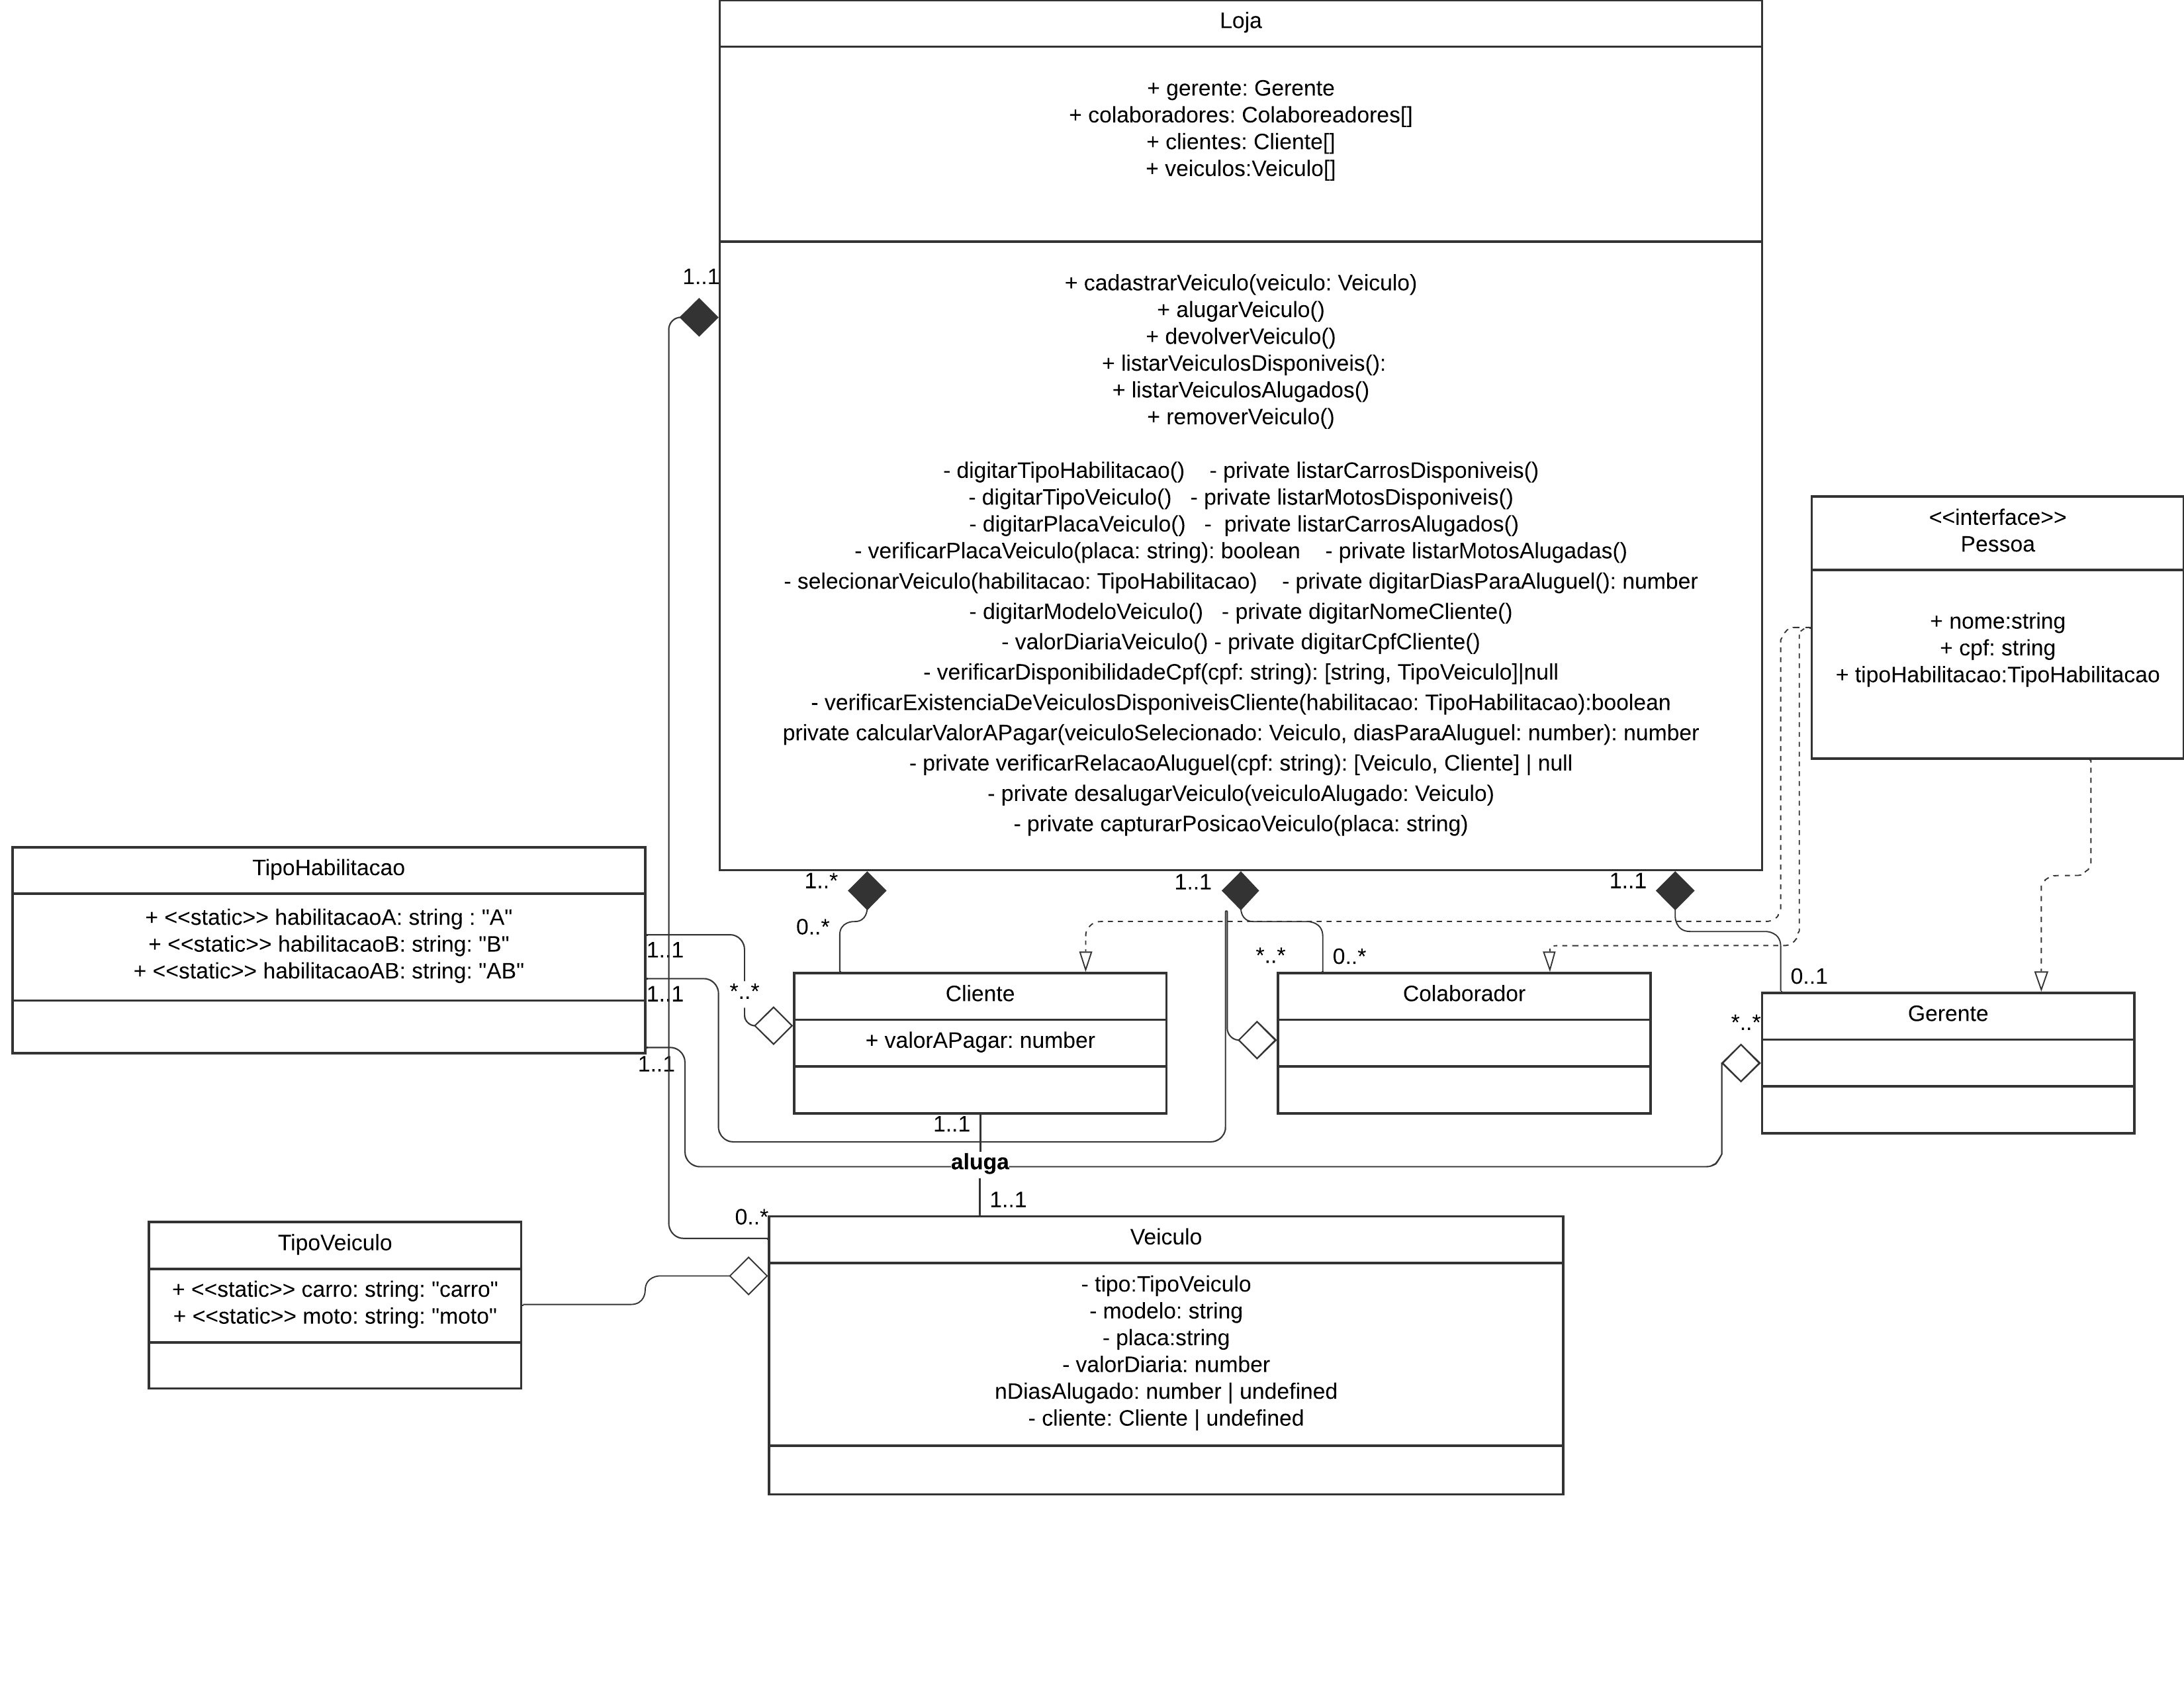 Loja
+ gerente: Gerente
+ colaboradores: Colaboreadores[]
+ clientes: Cliente[]
+ veiculos:Veiculo[]
1..1
+ cadastrarVeiculo(veiculo: Veiculo)
+ alugarVeiculo()
+ devolverVeiculo()
+ listarVeiculosDisponiveis():
+ listarVeiculosAlugados()
+ removerVeiculo()
- digitarTipoHabilitacao()    - private listarCarrosDisponiveis()
- digitarTipoVeiculo()   - private listarMotosDisponiveis()
- digitarPlacaVeiculo()   -  private listarCarrosAlugados()
- verificarPlacaVeiculo(placa: string): boolean    - private listarMotosAlugadas()
- selecionarVeiculo(habilitacao: TipoHabilitacao)    - private digitarDiasParaAluguel(): number
- digitarModeloVeiculo()   - private digitarNomeCliente()
- valorDiariaVeiculo() - private digitarCpfCliente()
- verificarDisponibilidadeCpf(cpf: string): [string, TipoVeiculo]|null
- verificarExistenciaDeVeiculosDisponiveisCliente(habilitacao: TipoHabilitacao):boolean
private calcularValorAPagar(veiculoSelecionado: Veiculo, diasParaAluguel: number): number
- private verificarRelacaoAluguel(cpf: string): [Veiculo, Cliente] | null
- private desalugarVeiculo(veiculoAlugado: Veiculo)
- private capturarPosicaoVeiculo(placa: string)
<<interface>>
Pessoa
+ nome:string
+ cpf: string
+ tipoHabilitacao:TipoHabilitacao
TipoHabilitacao
+ <<static>> habilitacaoA: string : "A"
+ <<static>> habilitacaoB: string: "B"
+ <<static>> habilitacaoAB: string: "AB"
1..1
1..1
1..1
1..*
0..*
1..1
*..*
0..*
1..1
0..1
*..*
*..*
Cliente
+ valorAPagar: number
Colaborador
Gerente
1..1
aluga
1..1
0..*
TipoVeiculo
+ <<static>> carro: string: "carro"
+ <<static>> moto: string: "moto"
Veiculo
- tipo:TipoVeiculo
- modelo: string
- placa:string
- valorDiaria: number
nDiasAlugado: number | undefined
- cliente: Cliente | undefined